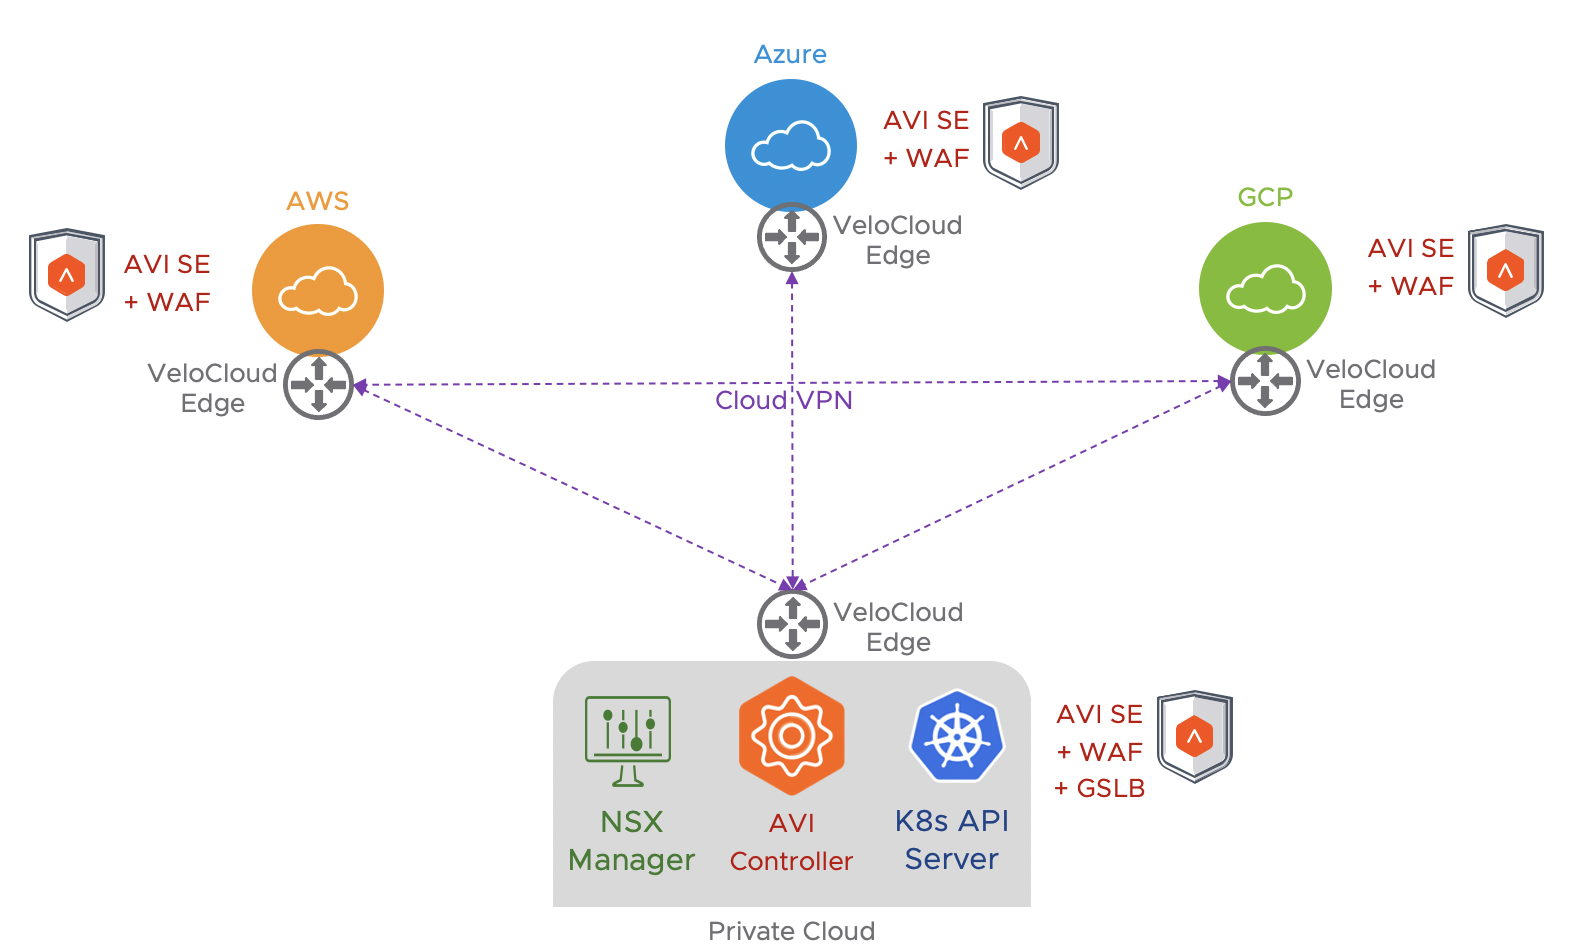 Azure
AVI SE
+ WAF
VeloCloud
Edge
AWS
AVI SE
+ WAF
VeloCloud
Edge
GCP
AVI SE
+ WAF
VeloCloud
Edge
Cloud VPN
VeloCloud
Edge
NSX
Manager
AVI
Controller
K8s API
Server
AVI SE
+ WAF
+ GSLB
Private Cloud